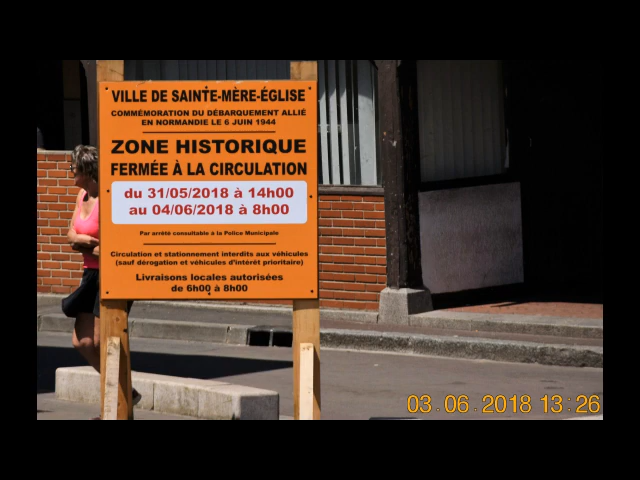 VILLE DE SAINTE-MÈRE-ÉGLISE
COMMÉMORATION DU DÉBARQUEMENT ALLIÉ
EN NORMANDIE LE 6 JUIN 1944
ZONE HISTORIQUE
FERMÉE À LA CIRCULATION
du 31/05/2018 à 14h00
au 04/06/2018 à 8h00
Par arrêté consultable à la Police Municipale
Circulation et stationnement interdits aux véhicules
(sauf dérogation et véhicules d'intérêt prioritaire)
Livraisons locales autorisées
de 6h00 à 8h00
03.06.2018 13:26